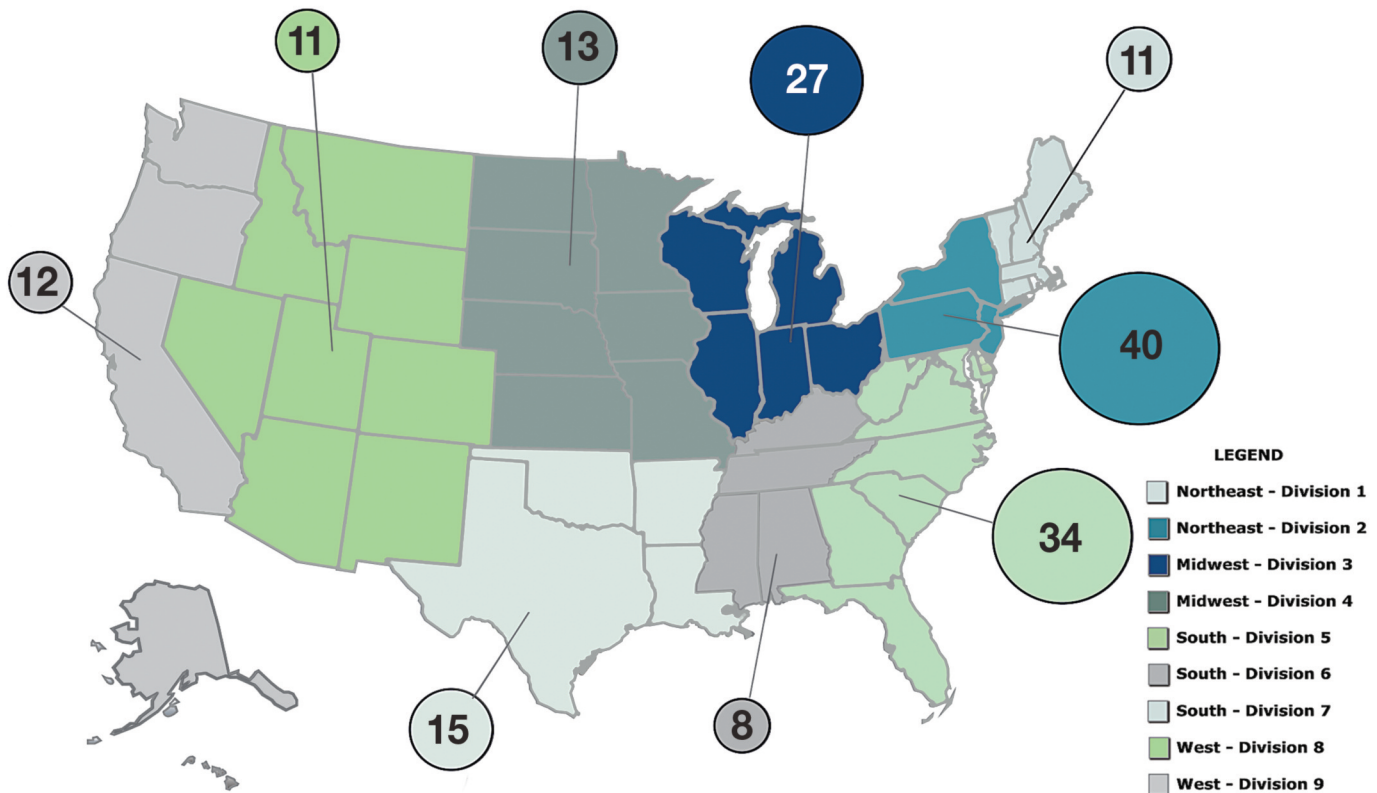 11
13
27
11
12
40
34
15
8
LEGEND
Northeast - Division 1
Northeast - Division 2
Midwest - Division 3
Midwest - Division 4
South - Division 5
South - Division 6
South - Division 7
West - Division 8
West - Division 9